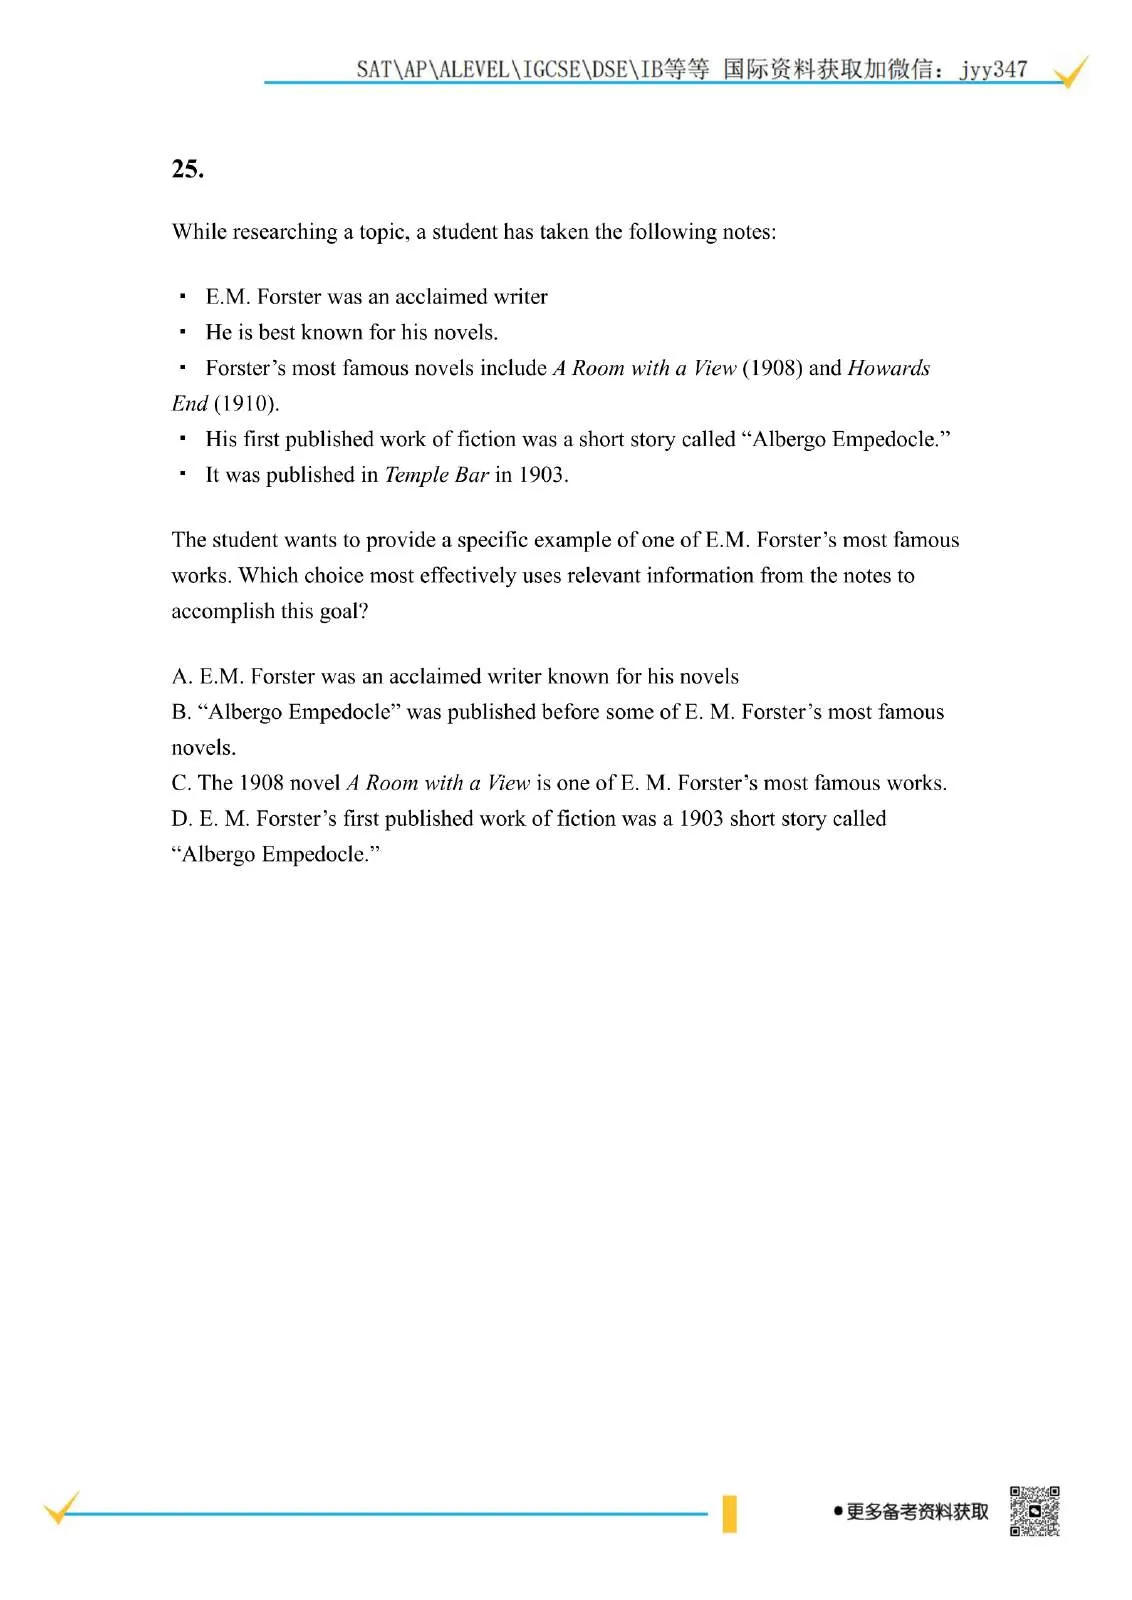 SAT\AP\ALEVEL\IGCSE\DSE\IB等等 国际资料获取加微信：jyy347
25.
While researching a topic, a student has taken the following notes:
▪ E.M. Forster was an acclaimed writer
▪ He is best known for his novels.
▪ Forster’s most famous novels include A Room with a View (1908) and Howards
End (1910).
▪ His first published work of fiction was a short story called “Albergo Empedocle.”
▪ It was published in Temple Bar in 1903.
The student wants to provide a specific example of one of E.M. Forster’s most famous
works. Which choice most effectively uses relevant information from the notes to
accomplish this goal?
A. E.M. Forster was an acclaimed writer known for his novels
B. “Albergo Empedocle” was published before some of E. M. Forster’s most famous
novels.
C. The 1908 novel A Room with a View is one of E. M. Forster’s most famous works.
D. E. M. Forster’s first published work of fiction was a 1903 short story called
“Albergo Empedocle.”
●更多备考资料获取